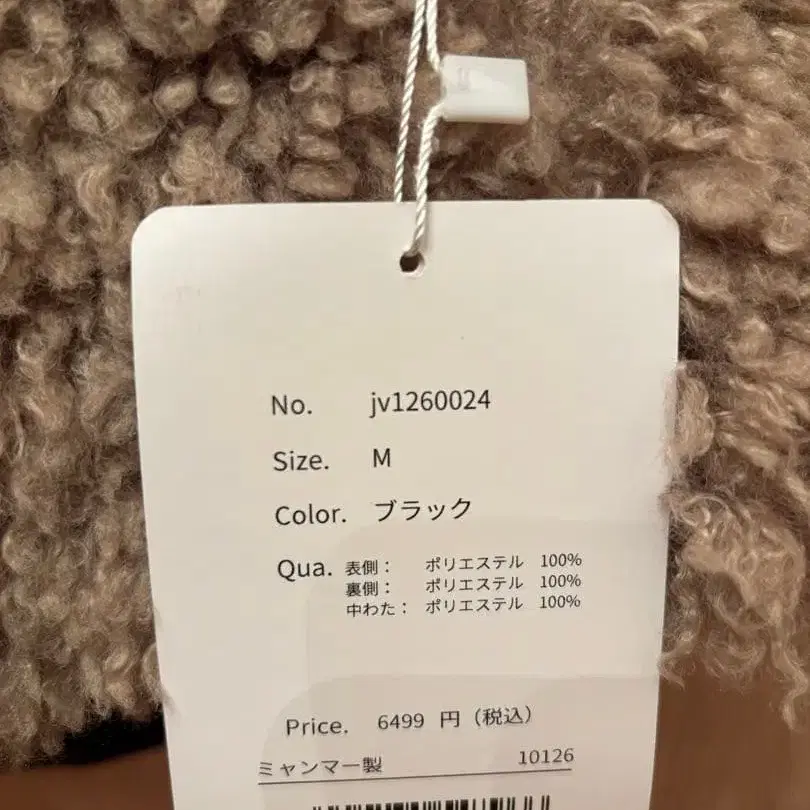 No. jv1260024
Size. M
Color. ブラック
Qua. 表側： ポリエステル 100%
裏側： ポリエステル 100%
中わた： ポリエステル 100%
Price. 6499 円（税込）
ミャンマー製 10126